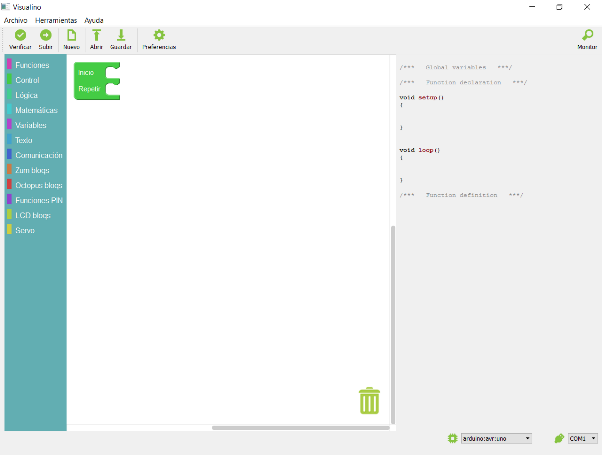 Visualino
Archivo Herramientas Ayuda
Verificar Subir Nuevo Abrir Guardar Preferencias Monitor
Funciones
Control
Lógica
Matemáticas
Variables
Texto
Comunicación
Zum bloqs
Octopus bloqs
Funciones PIN
LCD bloqs
Servo
Inicio
Repetir
/*** Global variables ***/
/*** Function declaration ***/
void setup()
{
}
void loop()
{
}
/*** Function definition ***/
arduino:avr:uno COM1